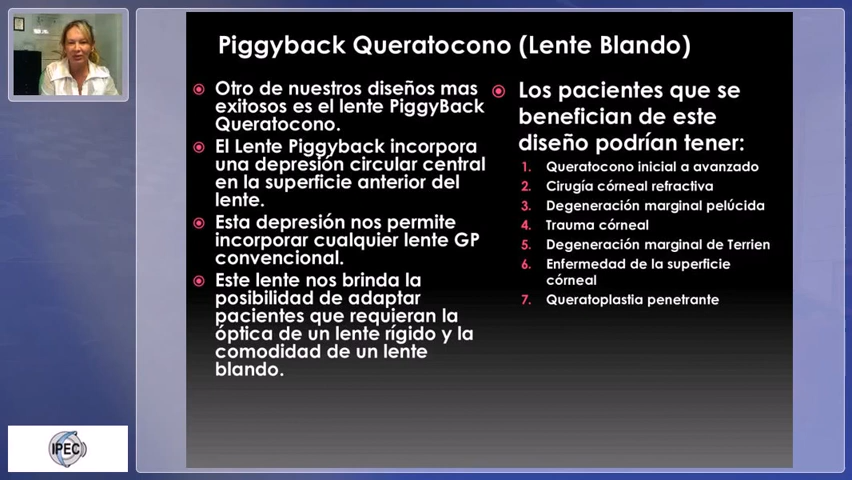 Piggyback Queratocono (Lente Blando)
Otro de nuestros diseños mas
exitosos es el lente PiggyBack
Queratocono.
El Lente Piggyback incorpora
una depresión circular central
en la superficie anterior del
lente.
Esta depresión nos permite
incorporar cualquier lente GP
convencional.
Este lente nos brinda la
posibilidad de adaptar
pacientes que requieran la
óptica de un lente rígido y la
comodidad de un lente
blando.
Los pacientes que se
benefician de este
diseño podrían tener:
1. Queratocono inicial a avanzado
2. Cirugía córneal refractiva
3. Degeneración marginal pelúcida
4. Trauma córneal
5. Degeneración marginal de Terrien
6. Enfermedad de la superficie
córneal
7. Queratoplastia penetrante
IPEC